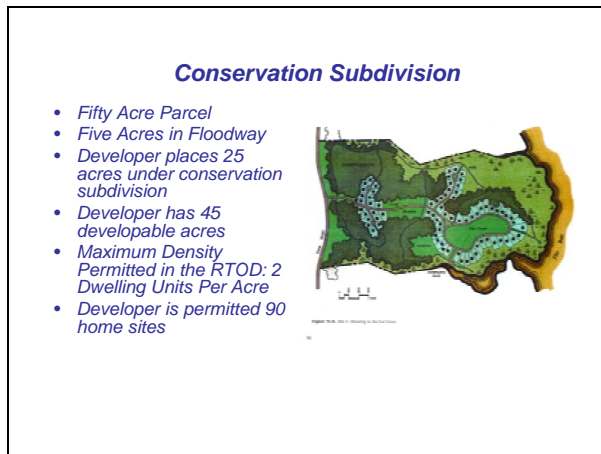 Conservation Subdivision
• Fifty Acre Parcel
• Five Acres in Floodway
• Developer places 25
acres under conservation
subdivision
• Developer has 45
developable acres
• Maximum Density
Permitted in the RTOD: 2
Dwelling Units Per Acre
• Developer is permitted 90
home sites